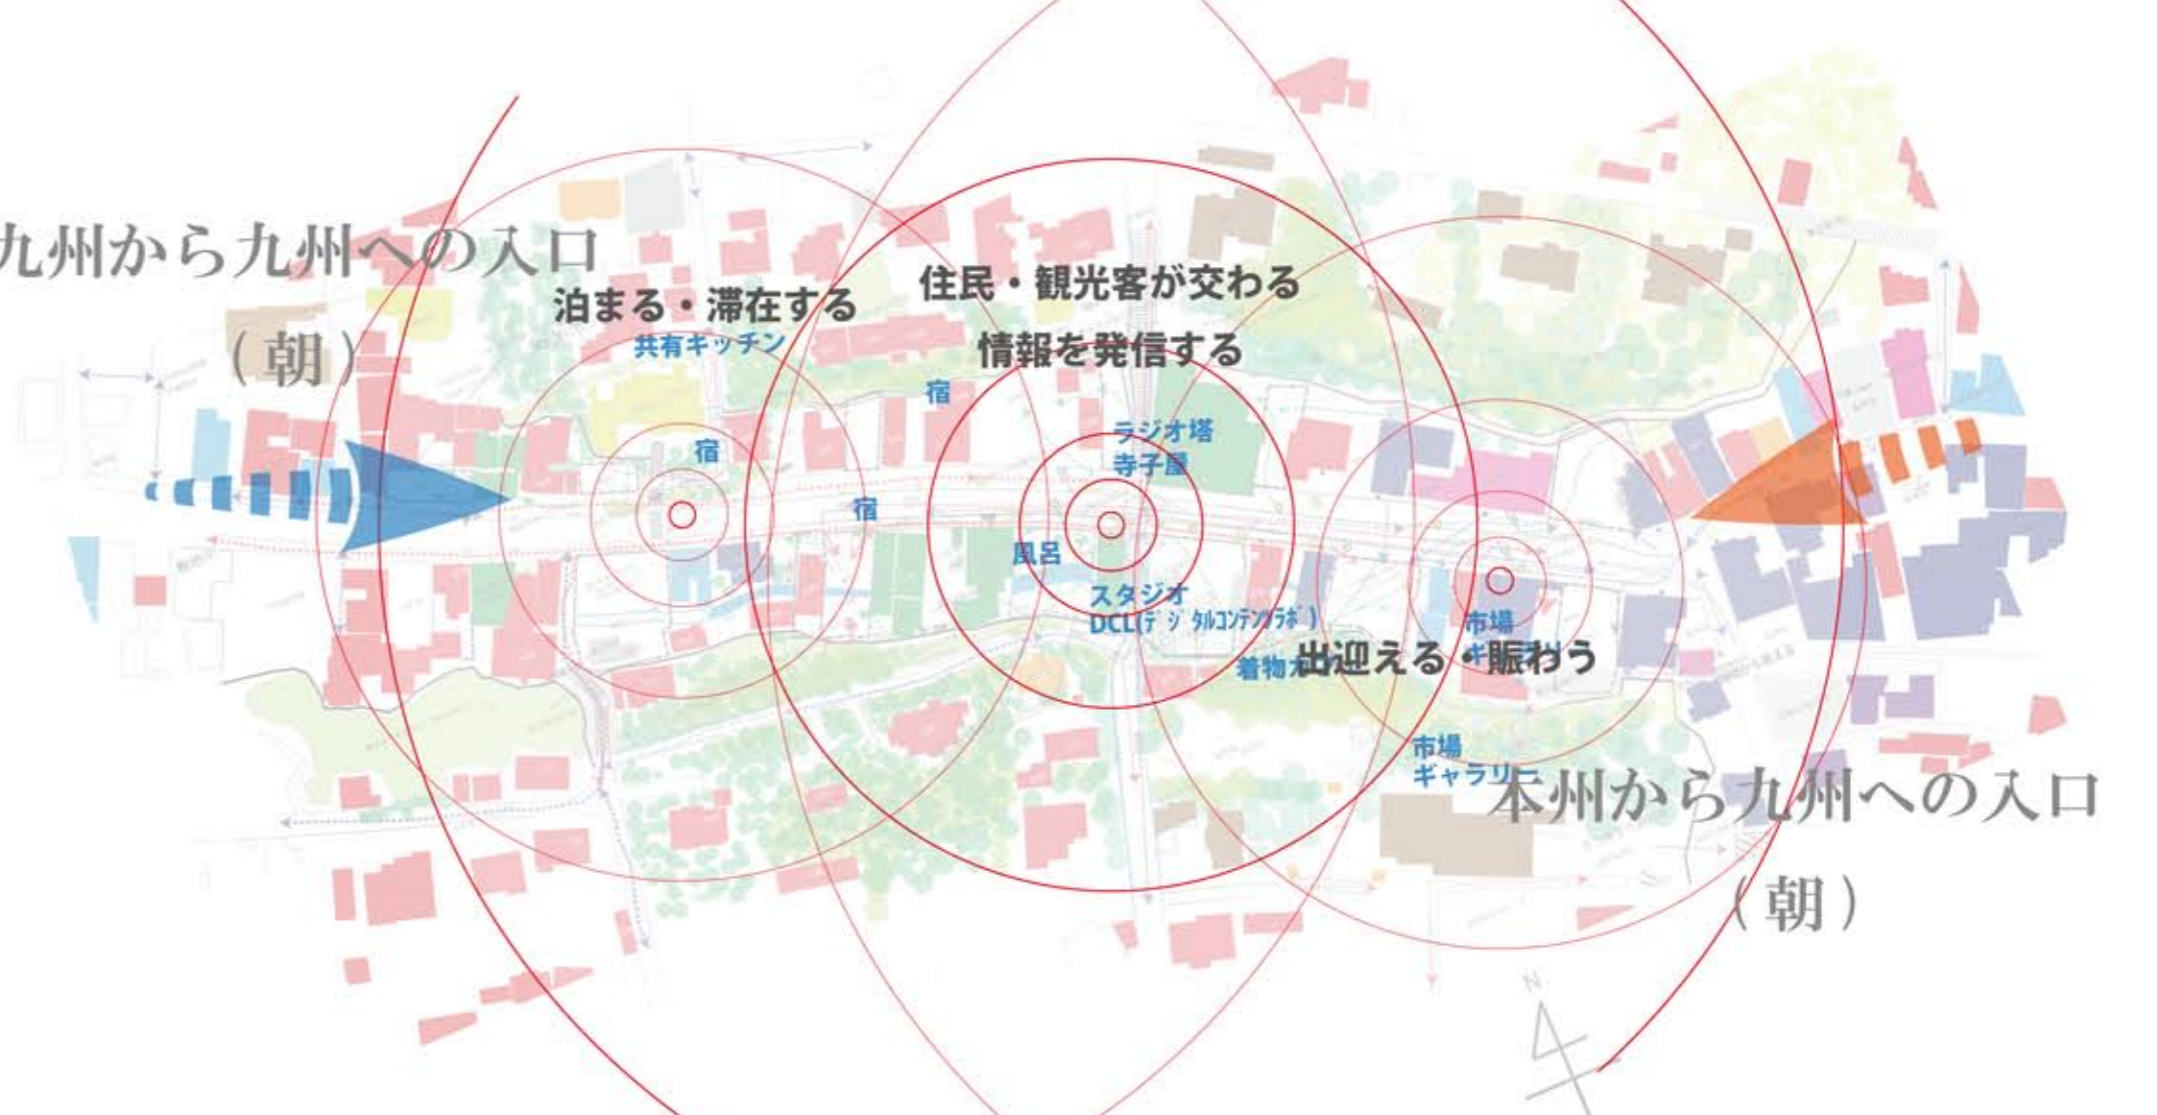 九州から九州への入口
（朝）
泊まる・滞在する
共有キッチン
住民・観光客が交わる
情報を発信する
宿
宿
宿
ラジオ塔
寺子屋
風呂
スタジオ
DCL(ﾃﾞｼﾞﾀﾙｺﾝﾃﾝﾂﾗﾎﾞ)
着物
出迎える・賑わう
市場
市場
ギャラリー
本州から九州への入口
（朝）
N